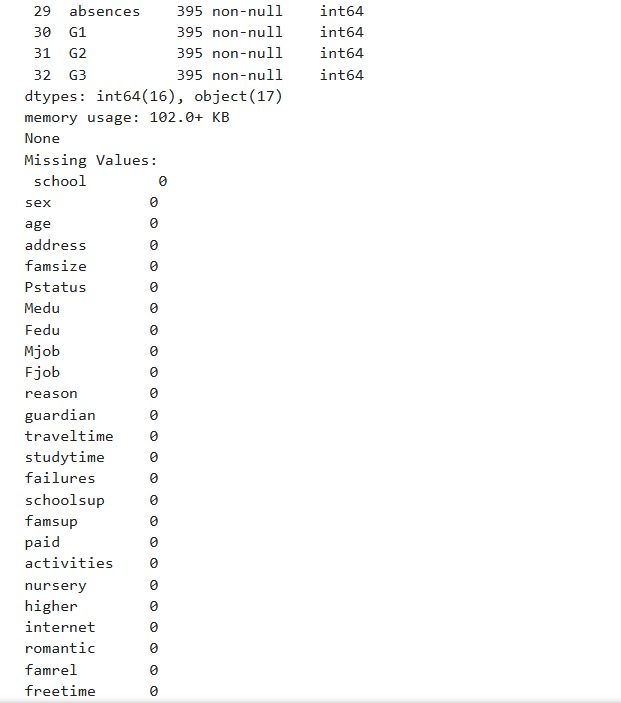 29  absences    395 non-null    int64
30  G1          395 non-null    int64
31  G2          395 non-null    int64
32  G3          395 non-null    int64
dtypes: int64(16), object(17)
memory usage: 102.0+ KB
None
Missing Values:
school        0
sex           0
age           0
address       0
famsize       0
Pstatus       0
Medu          0
Fedu          0
Mjob          0
Fjob          0
reason        0
guardian      0
traveltime    0
studytime     0
failures      0
schoolsup     0
famsup        0
paid          0
activities    0
nursery       0
higher        0
internet      0
romantic      0
famrel        0
freetime      0